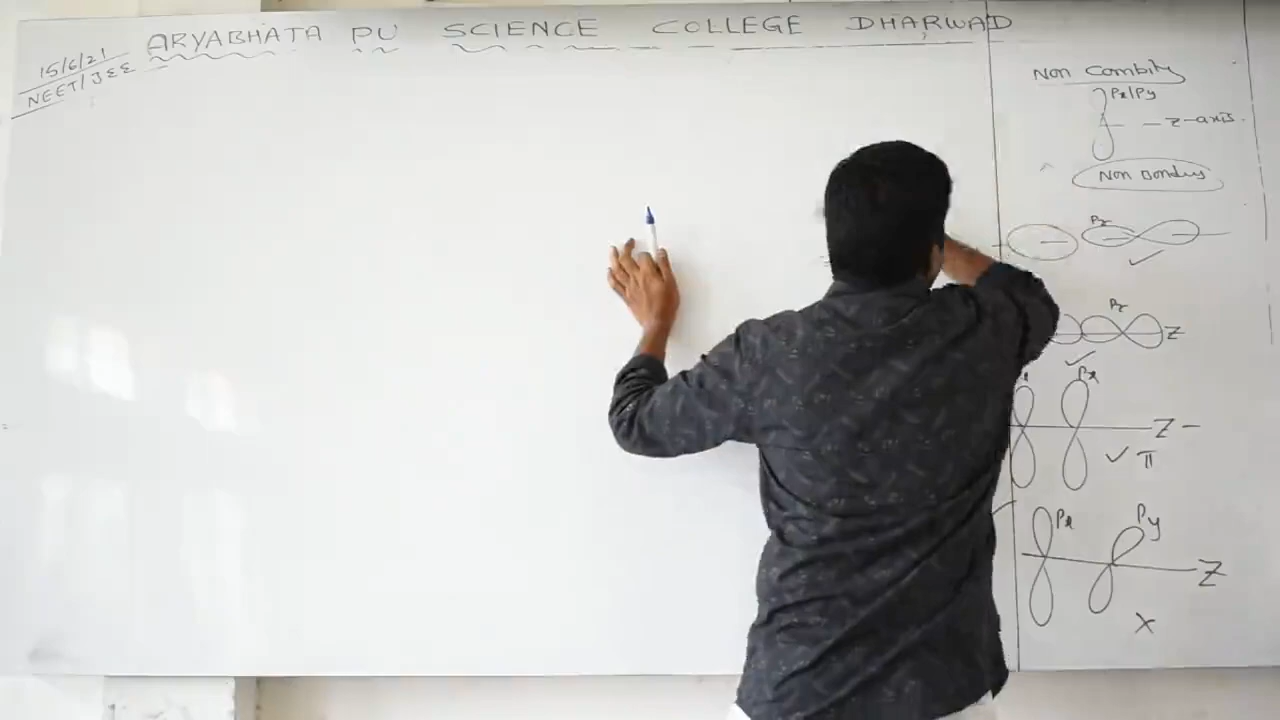 ARYABHATA PU SCIENCE COLLEGE DHARWAD
15/6/21
NEET/JEE
Non Combity
Px/Py
z-axis
Non Bonding
Pz
Pz
Z
Px
Z
π
Px
Py
Z